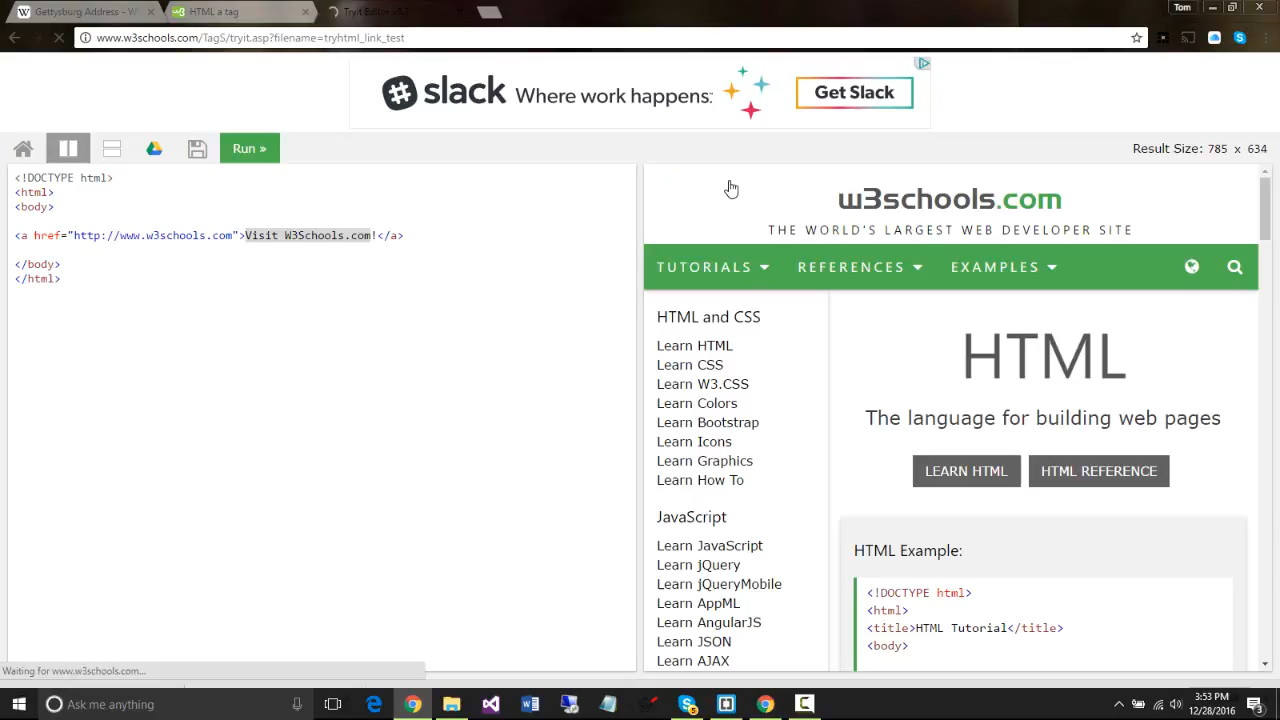 Gettysburg Address - W
HTML a tag
Tryit Editor v3.
Tom
www.w3schools.com/TagS/tryit.asp?filename=tryhtml_link_test
slack Where work happens:
Get Slack
Run »
Result Size: 785 x 634
<!DOCTYPE html>
<html>
<body>
<a href="http://www.w3schools.com">Visit W3Schools.com!</a>
</body>
</html>
w3schools.com
THE WORLD'S LARGEST WEB DEVELOPER SITE
TUTORIALS REFERENCES EXAMPLES
HTML and CSS
Learn HTML
Learn CSS
Learn W3.CSS
Learn Colors
Learn Bootstrap
Learn Icons
Learn Graphics
Learn How To
JavaScript
Learn JavaScript
Learn jQuery
Learn jQueryMobile
Learn AppML
Learn AngularJS
Learn JSON
Learn AJAX
HTML
The language for building web pages
LEARN HTML
HTML REFERENCE
HTML Example:
<!DOCTYPE html>
<html>
<title>HTML Tutorial</title>
<body>
Waiting for www.w3schools.com...
Ask me anything
3:53 PM
12/28/2016